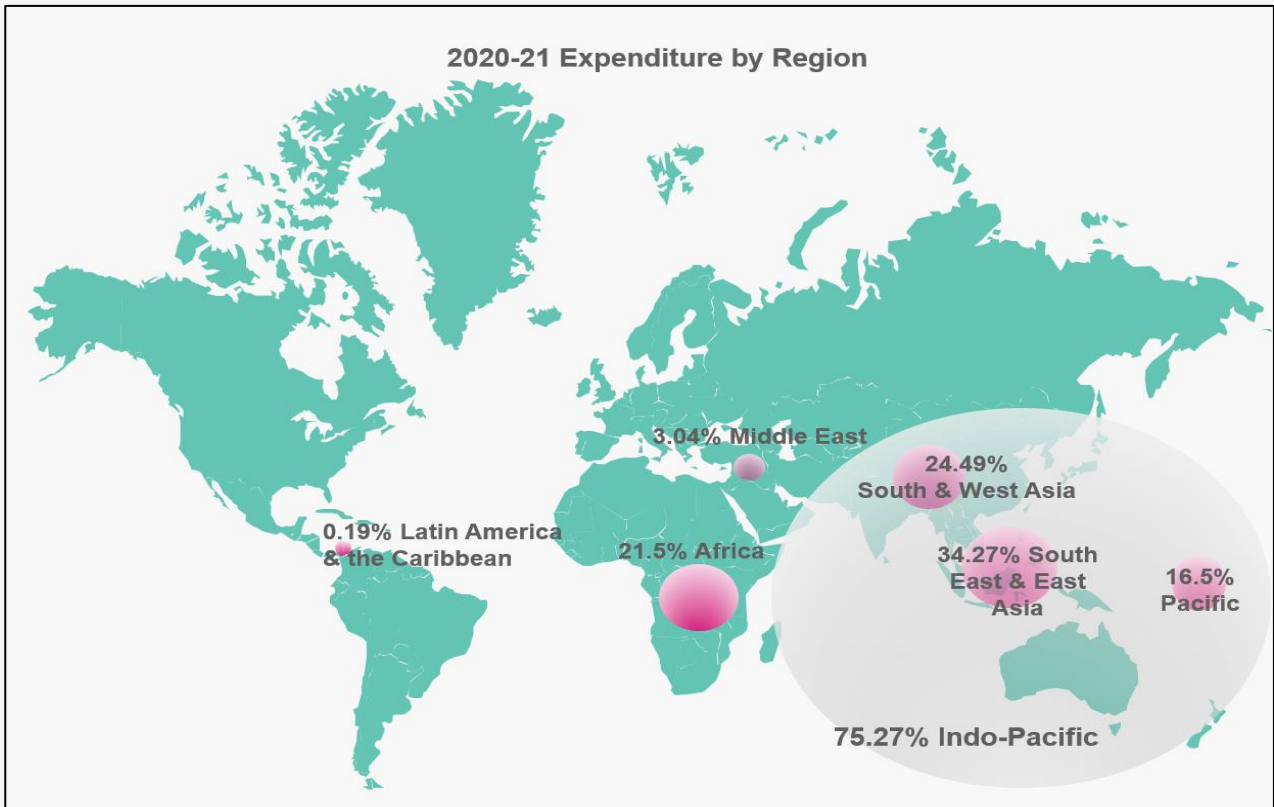 2020-21 Expenditure by Region
3.04% Middle East
24.49%
South & West Asia
0.19% Latin America
& the Caribbean
21.5% Africa
34.27% South
East & East
Asia
16.5%
Pacific
75.27% Indo-Pacific